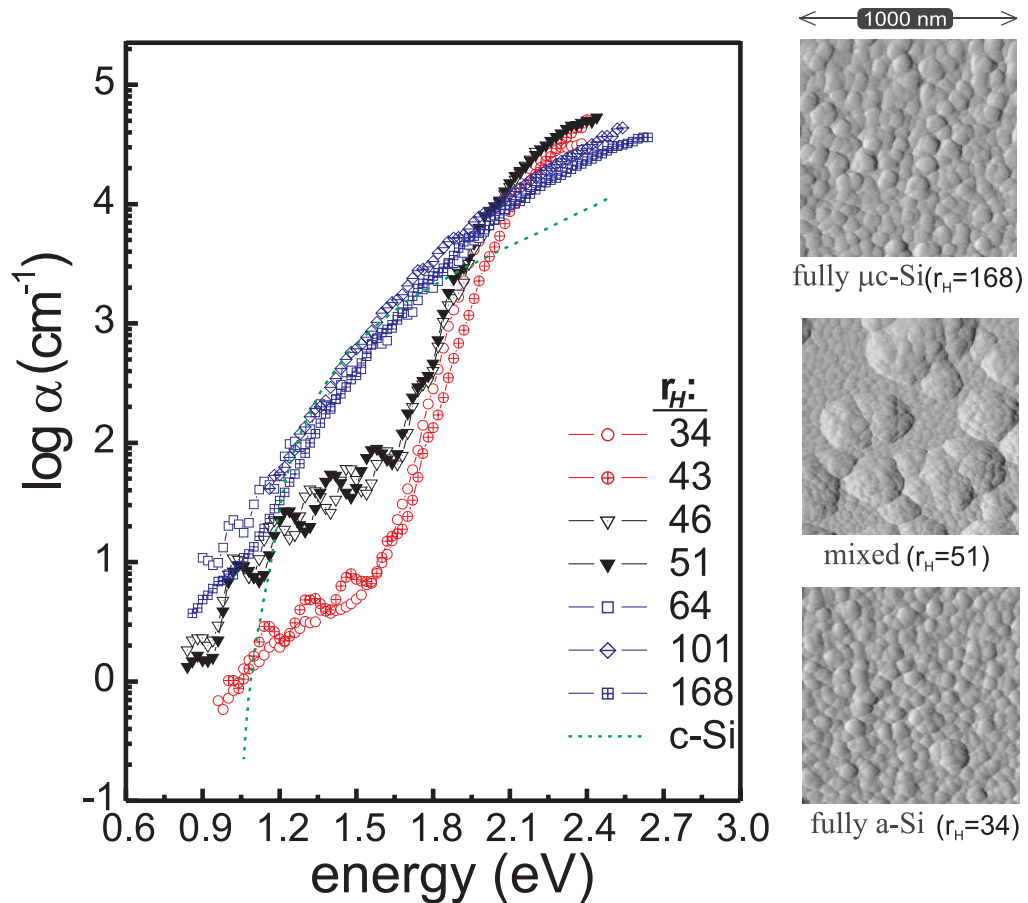 1000 nm
5
4
3
2
1
0
-1
log α (cm⁻¹)
0.6 0.9 1.2 1.5 1.8 2.1 2.4 2.7 3.0
energy (eV)
r_H:
34
43
46
51
64
101
168
c-Si
fully μc-Si (r_H=168)
mixed (r_H=51)
fully a-Si (r_H=34)